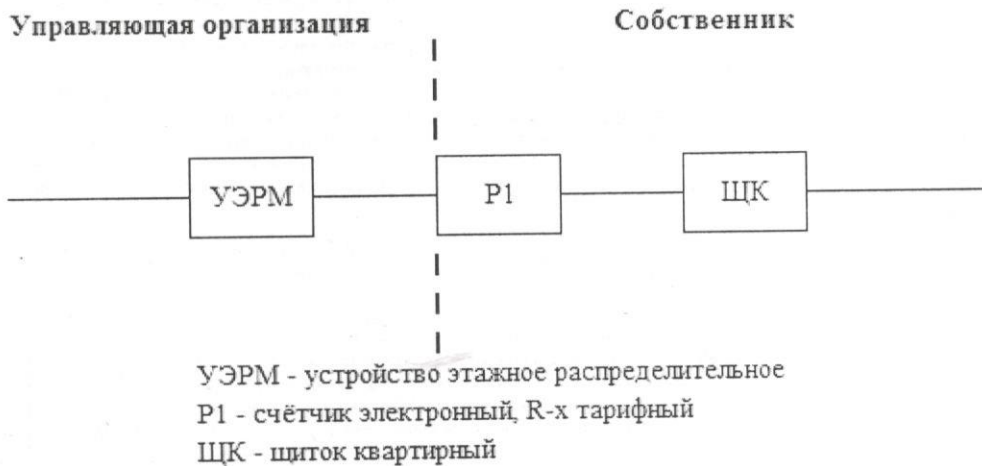 Управляющая организация
Собственник
УЭРМ
Р1
ЩК
УЭРМ - устройство этажное распределительное
Р1 - счётчик электронный, R-х тарифный
ЩК - щиток квартирный